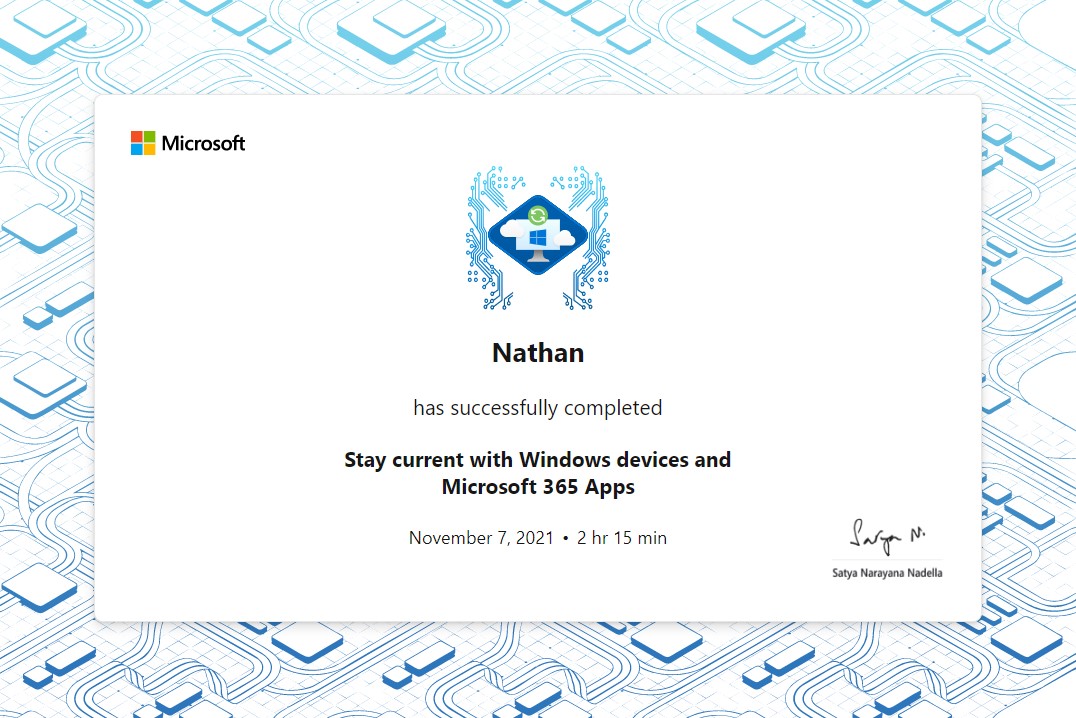 Microsoft
Nathan
has successfully completed
Stay current with Windows devices and
Microsoft 365 Apps
November 7, 2021 • 2 hr 15 min
Satya N.
Satya Narayana Nadella